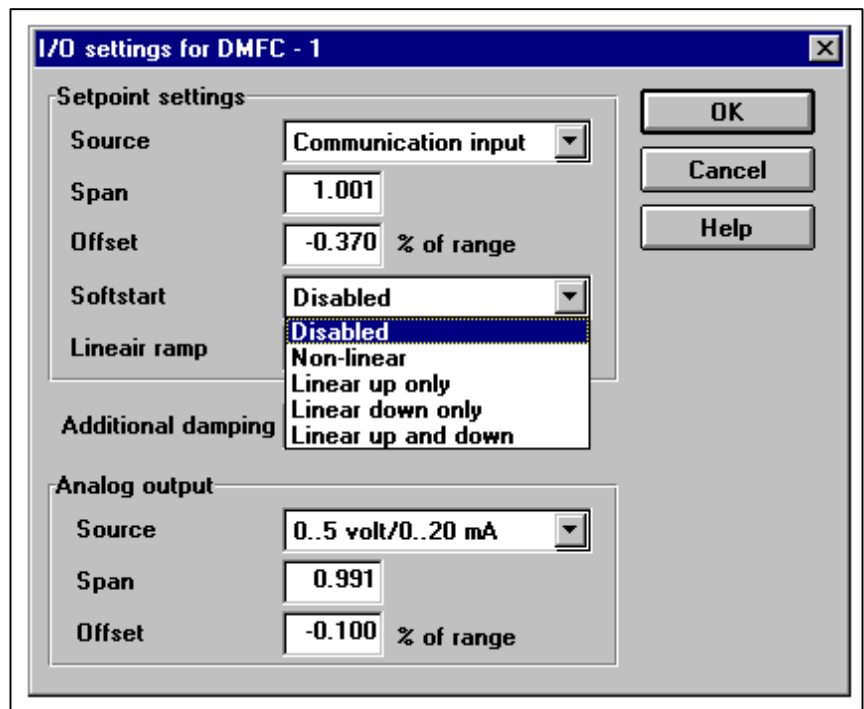 I/O settings for DMFC - 1
Setpoint settings
Source Communication input
Span 1.001
Offset -0.370 % of range
Softstart Disabled
Disabled
Non-linear
Linear up only
Linear down only
Linear up and down
Lineair ramp
Additional damping
Analog output
Source 0..5 volt/0..20 mA
Span 0.991
Offset -0.100 % of range
OK
Cancel
Help